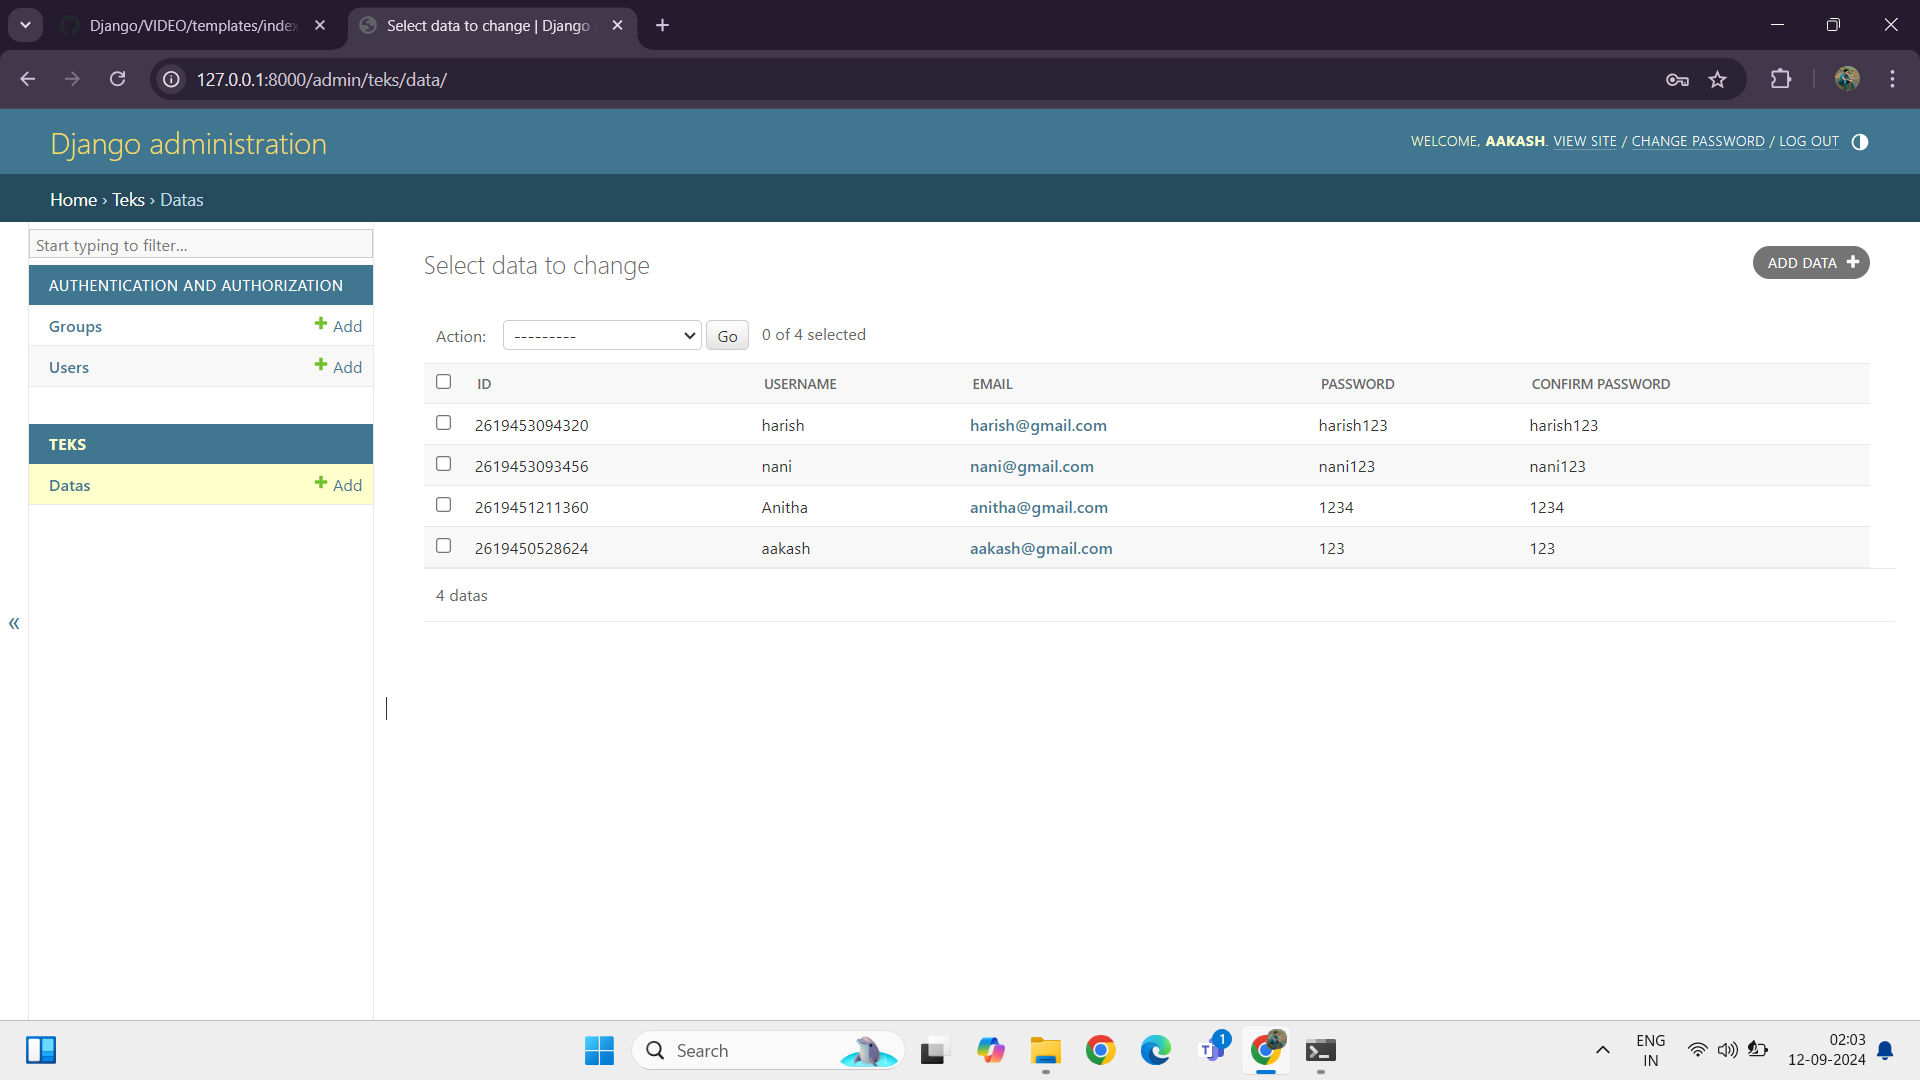 Django/VIDEO/templates/index
Select data to change | Django
127.0.0.1:8000/admin/teks/data/
Django administration
WELCOME, AAKASH. VIEW SITE / CHANGE PASSWORD / LOG OUT
Home › Teks › Datas
Start typing to filter...
AUTHENTICATION AND AUTHORIZATION
Groups Add
Users Add
TEKS
Datas Add
Select data to change
ADD DATA
Action: --------- Go 0 of 4 selected
ID USERNAME EMAIL PASSWORD CONFIRM PASSWORD
2619453094320 harish harish@gmail.com harish123 harish123
2619453093456 nani nani@gmail.com nani123 nani123
2619451211360 Anitha anitha@gmail.com 1234 1234
2619450528624 aakash aakash@gmail.com 123 123
4 datas
Search
1
ENG
IN
02:03
12-09-2024